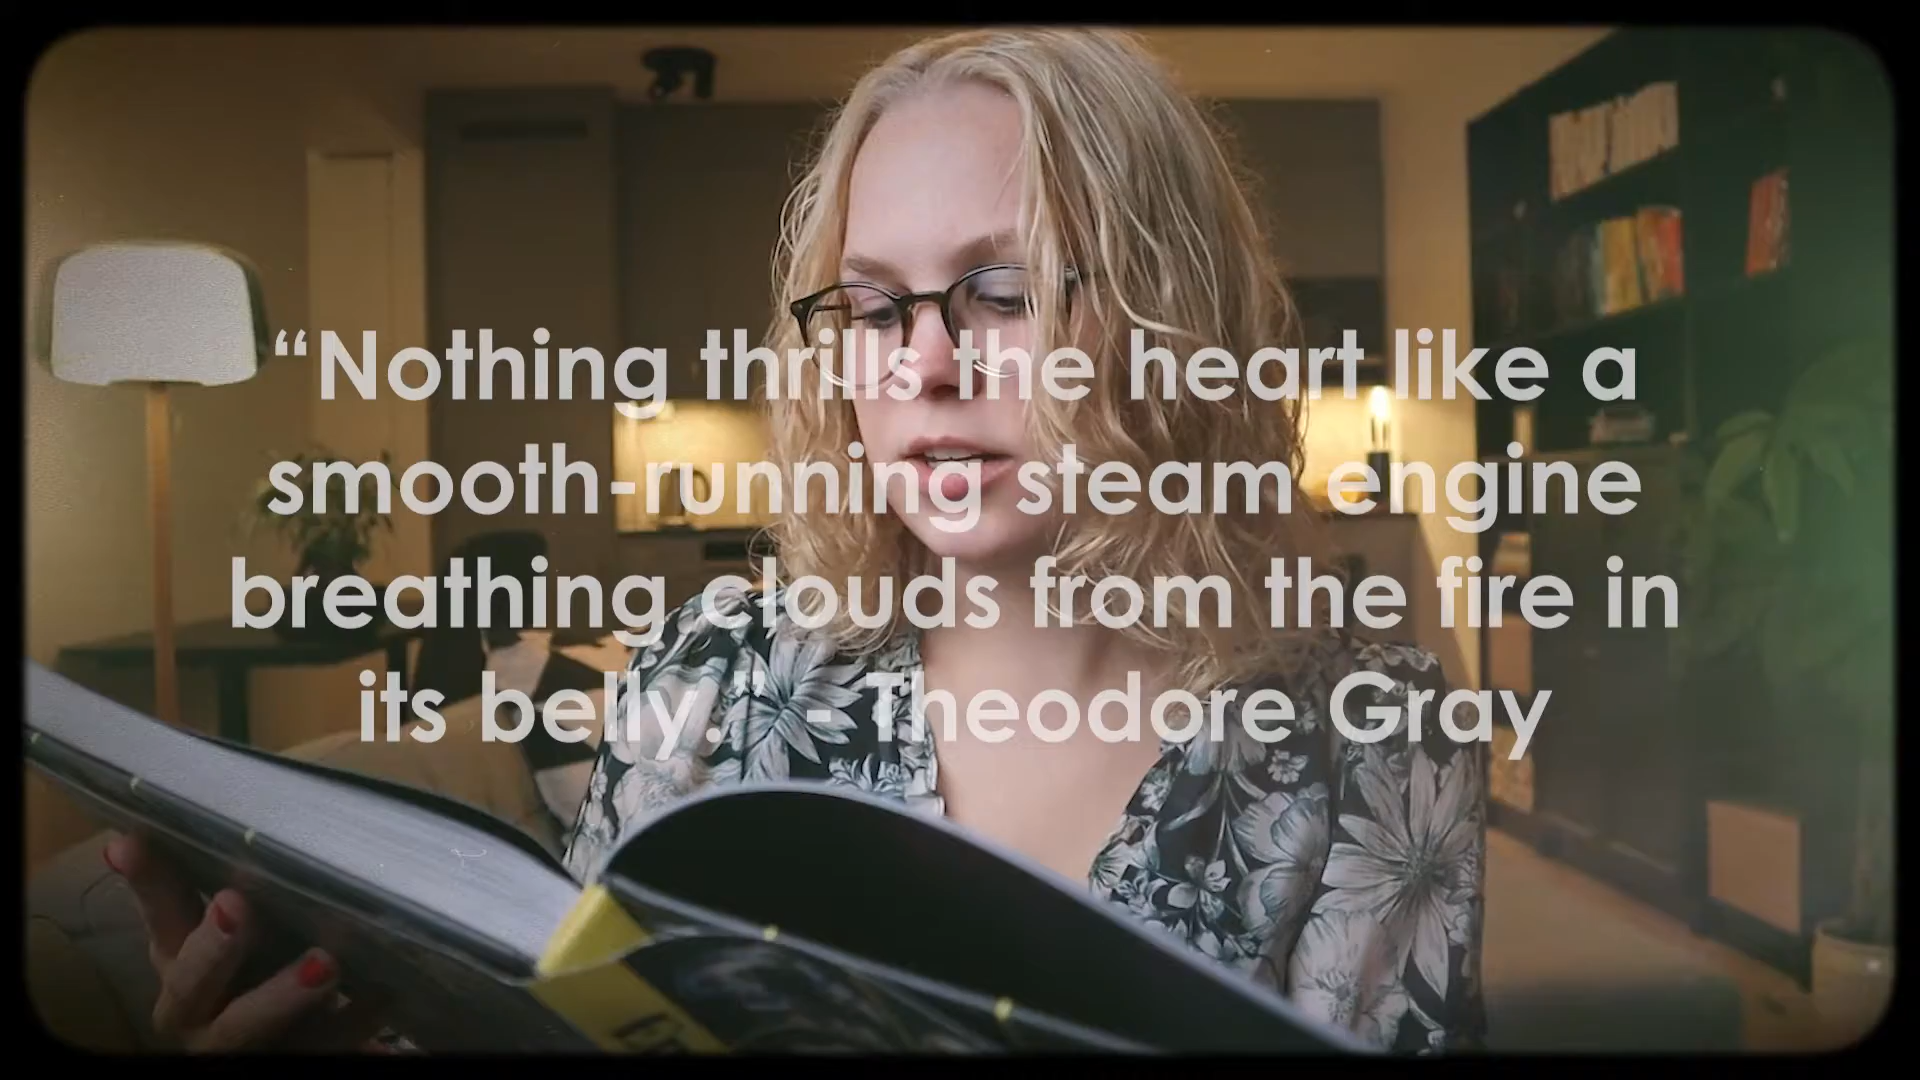 “Nothing thrills the heart like a
smooth-running steam engine
breathing clouds from the fire in
its belly.” - Theodore Gray